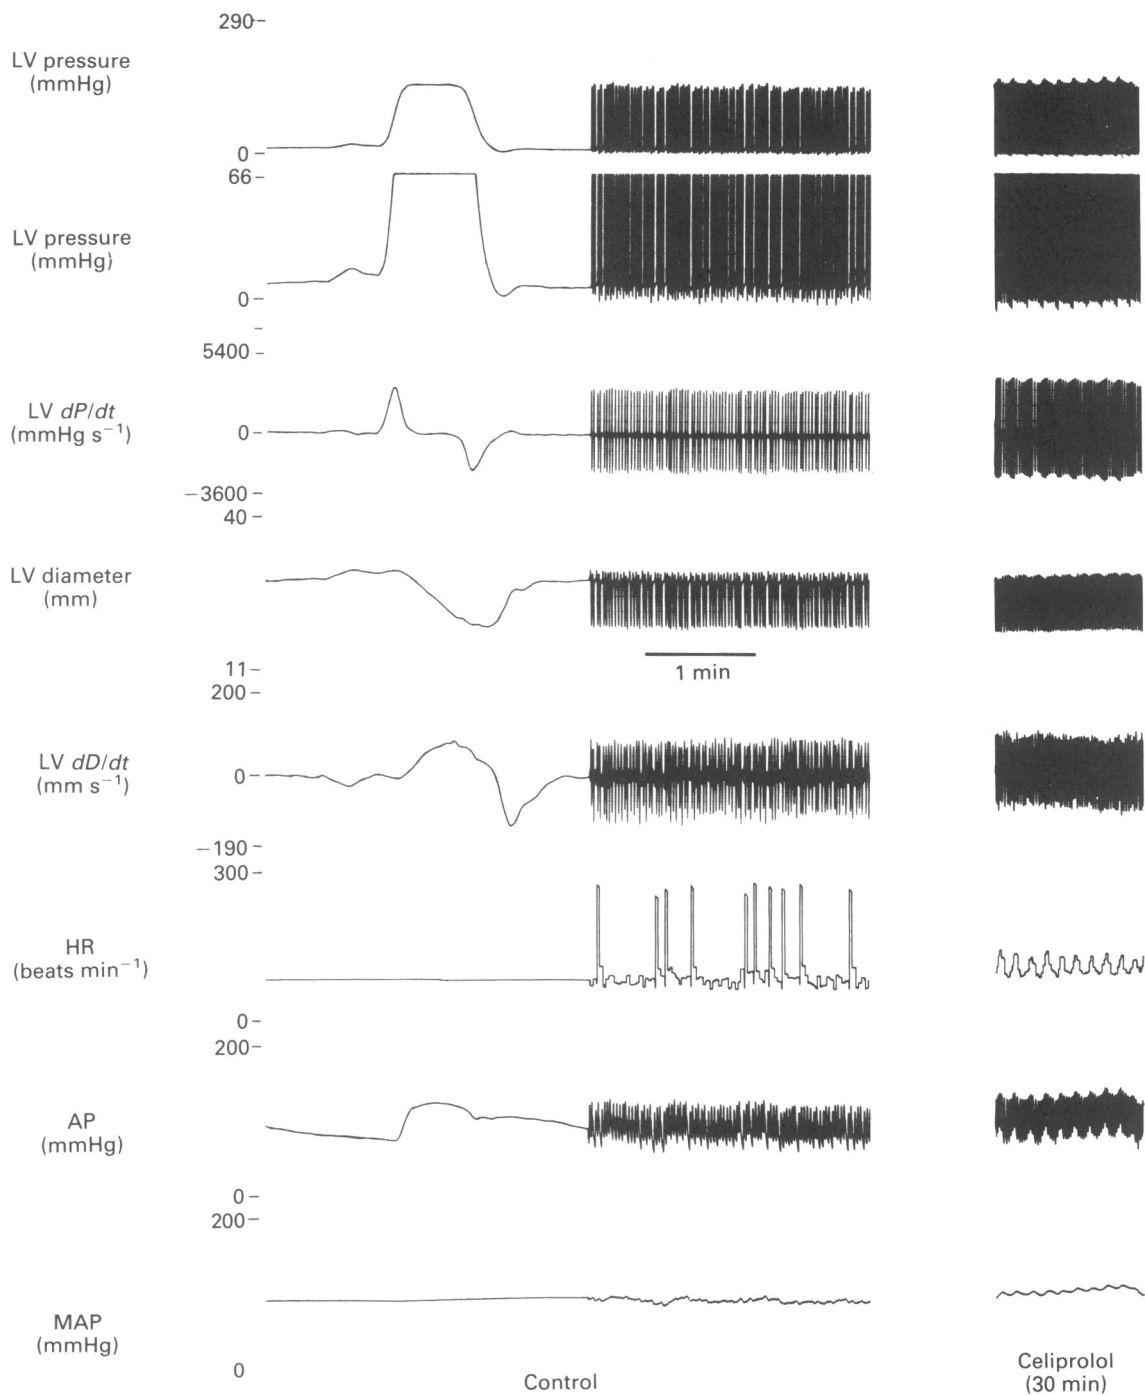 290
LV pressure
(mmHg)
0
66
LV pressure
(mmHg)
0
5400
LV dP/dt
(mmHg s⁻¹)
0
−3600
40
LV diameter
(mm)
11
1 min
200
LV dD/dt
(mm s⁻¹)
0
−190
300
HR
(beats min⁻¹)
0
200
AP
(mmHg)
0
200
MAP
(mmHg)
0
Control
Celiprolol
(30 min)